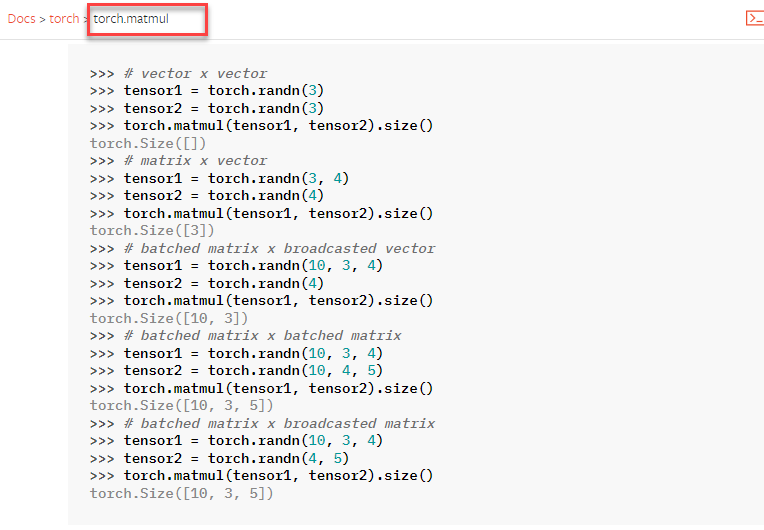 Docs > torch > torch.matmul
>>> # vector x vector
>>> tensor1 = torch.randn(3)
>>> tensor2 = torch.randn(3)
>>> torch.matmul(tensor1, tensor2).size()
torch.Size([])
>>> # matrix x vector
>>> tensor1 = torch.randn(3, 4)
>>> tensor2 = torch.randn(4)
>>> torch.matmul(tensor1, tensor2).size()
torch.Size([3])
>>> # batched matrix x broadcasted vector
>>> tensor1 = torch.randn(10, 3, 4)
>>> tensor2 = torch.randn(4)
>>> torch.matmul(tensor1, tensor2).size()
torch.Size([10, 3])
>>> # batched matrix x batched matrix
>>> tensor1 = torch.randn(10, 3, 4)
>>> tensor2 = torch.randn(10, 4, 5)
>>> torch.matmul(tensor1, tensor2).size()
torch.Size([10, 3, 5])
>>> # batched matrix x broadcasted matrix
>>> tensor1 = torch.randn(10, 3, 4)
>>> tensor2 = torch.randn(4, 5)
>>> torch.matmul(tensor1, tensor2).size()
torch.Size([10, 3, 5])